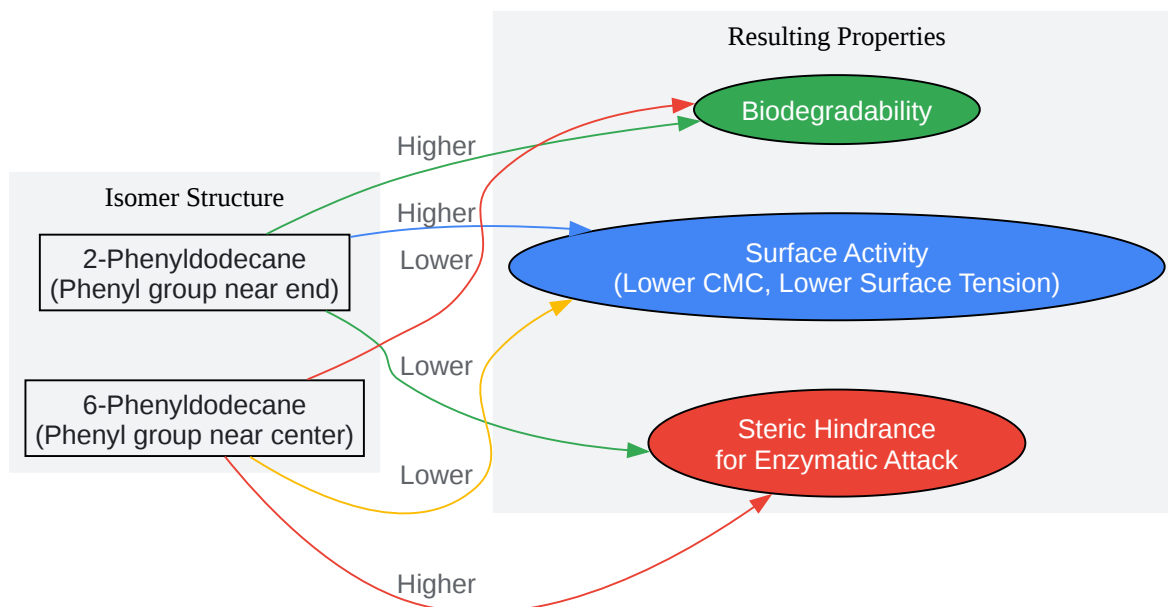 Resulting Properties
Biodegradability
Higher
Isomer Structure
Higher
2-Phenyldodecane
(Phenyl group near end)
Lower
Surface Activity
(Lower CMC, Lower Surface Tension)
Lower
6-Phenyldodecane
(Phenyl group near center)
Steric Hindrance
for Enzymatic Attack
Lower
Higher